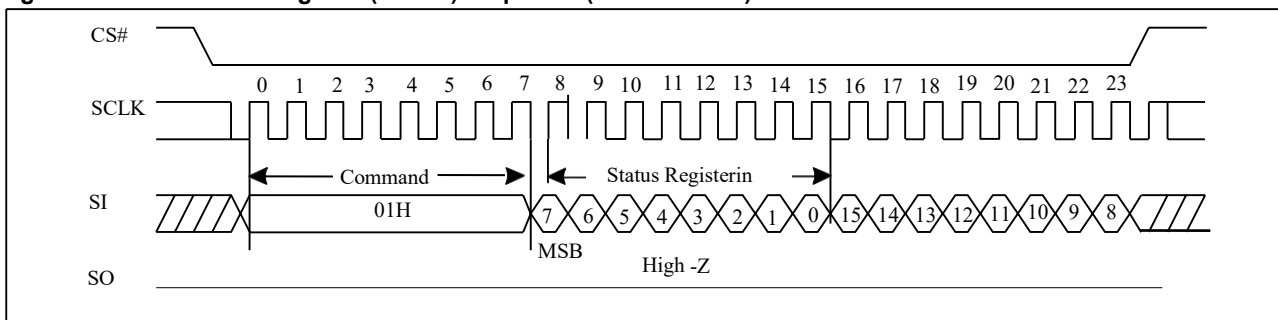 CS#
0 1 2 3 4 5 6 7 8 9 10 11 12 13 14 15 16 17 18 19 20 21 22 23
SCLK
Command
Status Registerin
SI
01H
7 6 5 4 3 2 1 0 15 14 13 12 11 10 9 8
MSB
High -Z
SO